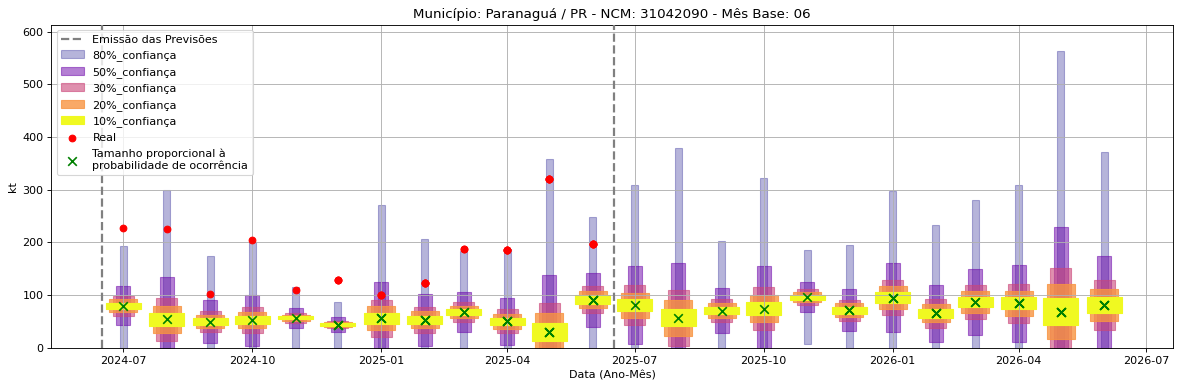 Município: Paranaguá / PR - NCM: 31042090 - Mês Base: 06
600
500
400
300
200
100
0
kt
Emissão das Previsões
80%_confiança
50%_confiança
30%_confiança
20%_confiança
10%_confiança
Real
Tamanho proporcional à
probabilidade de ocorrência
2024-07
2024-10
2025-01
2025-04
2025-07
2025-10
2026-01
2026-04
2026-07
Data (Ano-Mês)